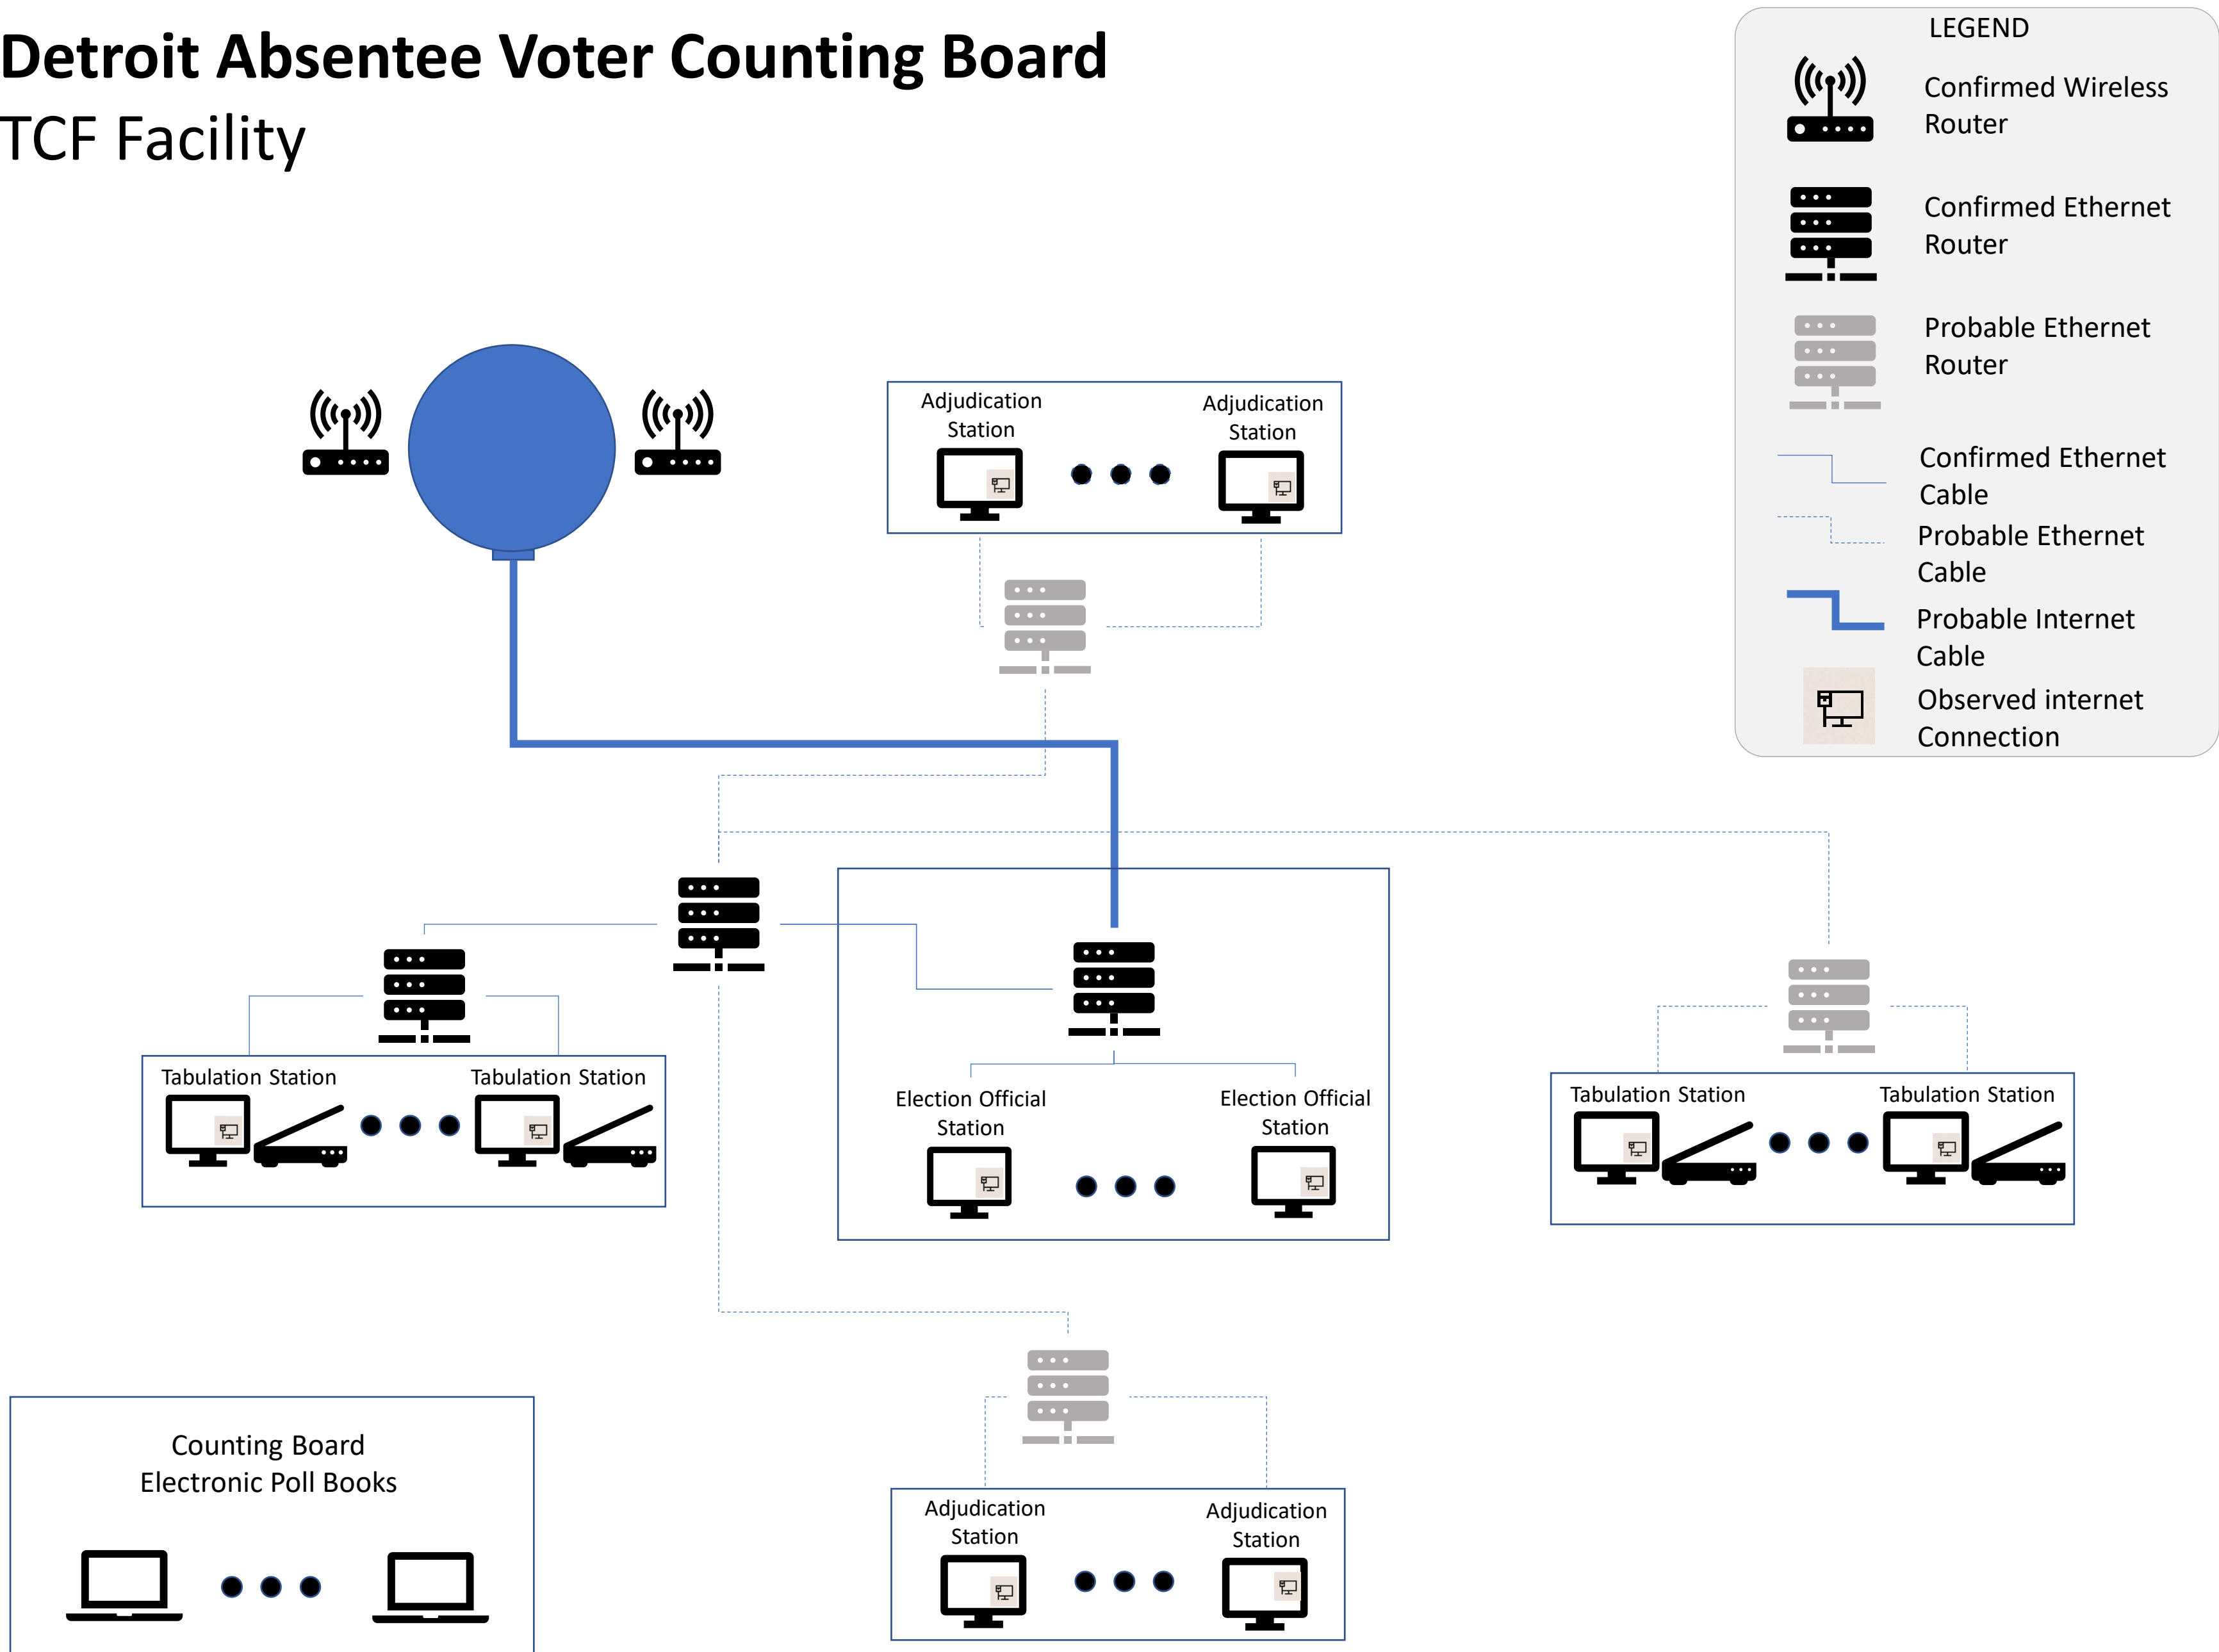 Detroit Absentee Voter Counting Board
TCF Facility
LEGEND
Confirmed Wireless
Router
Confirmed Ethernet
Router
Probable Ethernet
Router
Confirmed Ethernet
Cable
Probable Ethernet
Cable
Probable Internet
Cable
Observed internet
Connection
Adjudication
Station
Adjudication
Station
Tabulation Station
Tabulation Station
Election Official
Station
Election Official
Station
Tabulation Station
Tabulation Station
Counting Board
Electronic Poll Books
Adjudication
Station
Adjudication
Station